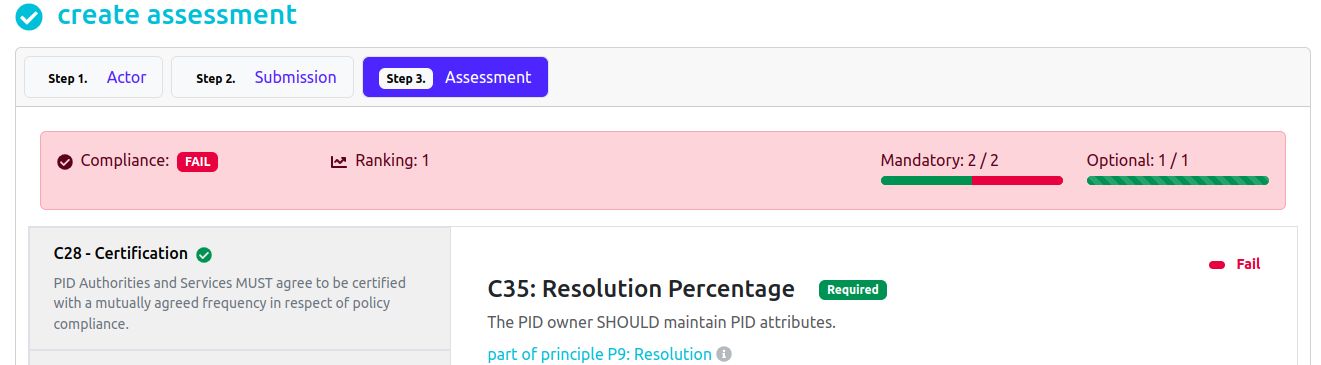 create assessment
Step 1. Actor
Step 2. Submission
Step 3. Assessment
Compliance: FAIL
Ranking: 1
Mandatory: 2 / 2
Optional: 1 / 1
C28 - Certification
PID Authorities and Services MUST agree to be certified
with a mutually agreed frequency in respect of policy
compliance.
Fail
C35: Resolution Percentage Required
The PID owner SHOULD maintain PID attributes.
part of principle P9: Resolution